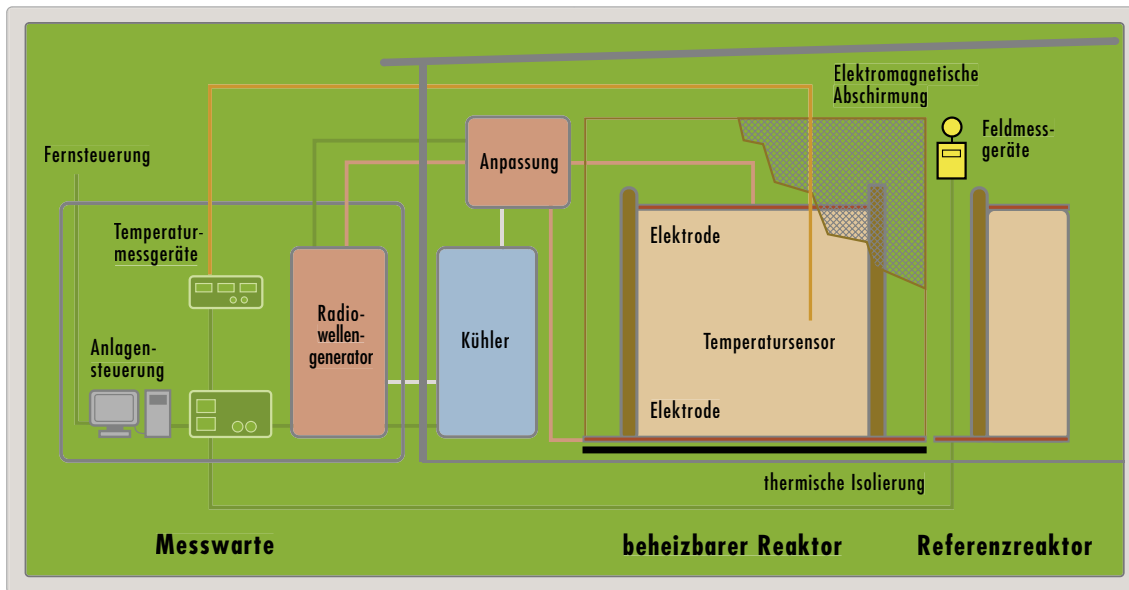 Elektromagnetische
Abschirmung
Feldmess-
geräte
Fernsteuerung
Anpassung
Temperatur-
messgeräte
Elektrode
Radio-
wellen-
generator
Kühler
Temperatursensor
Anlagen-
steuerung
Elektrode
thermische Isolierung
Messwarte
beheizbarer Reaktor
Referenzreaktor